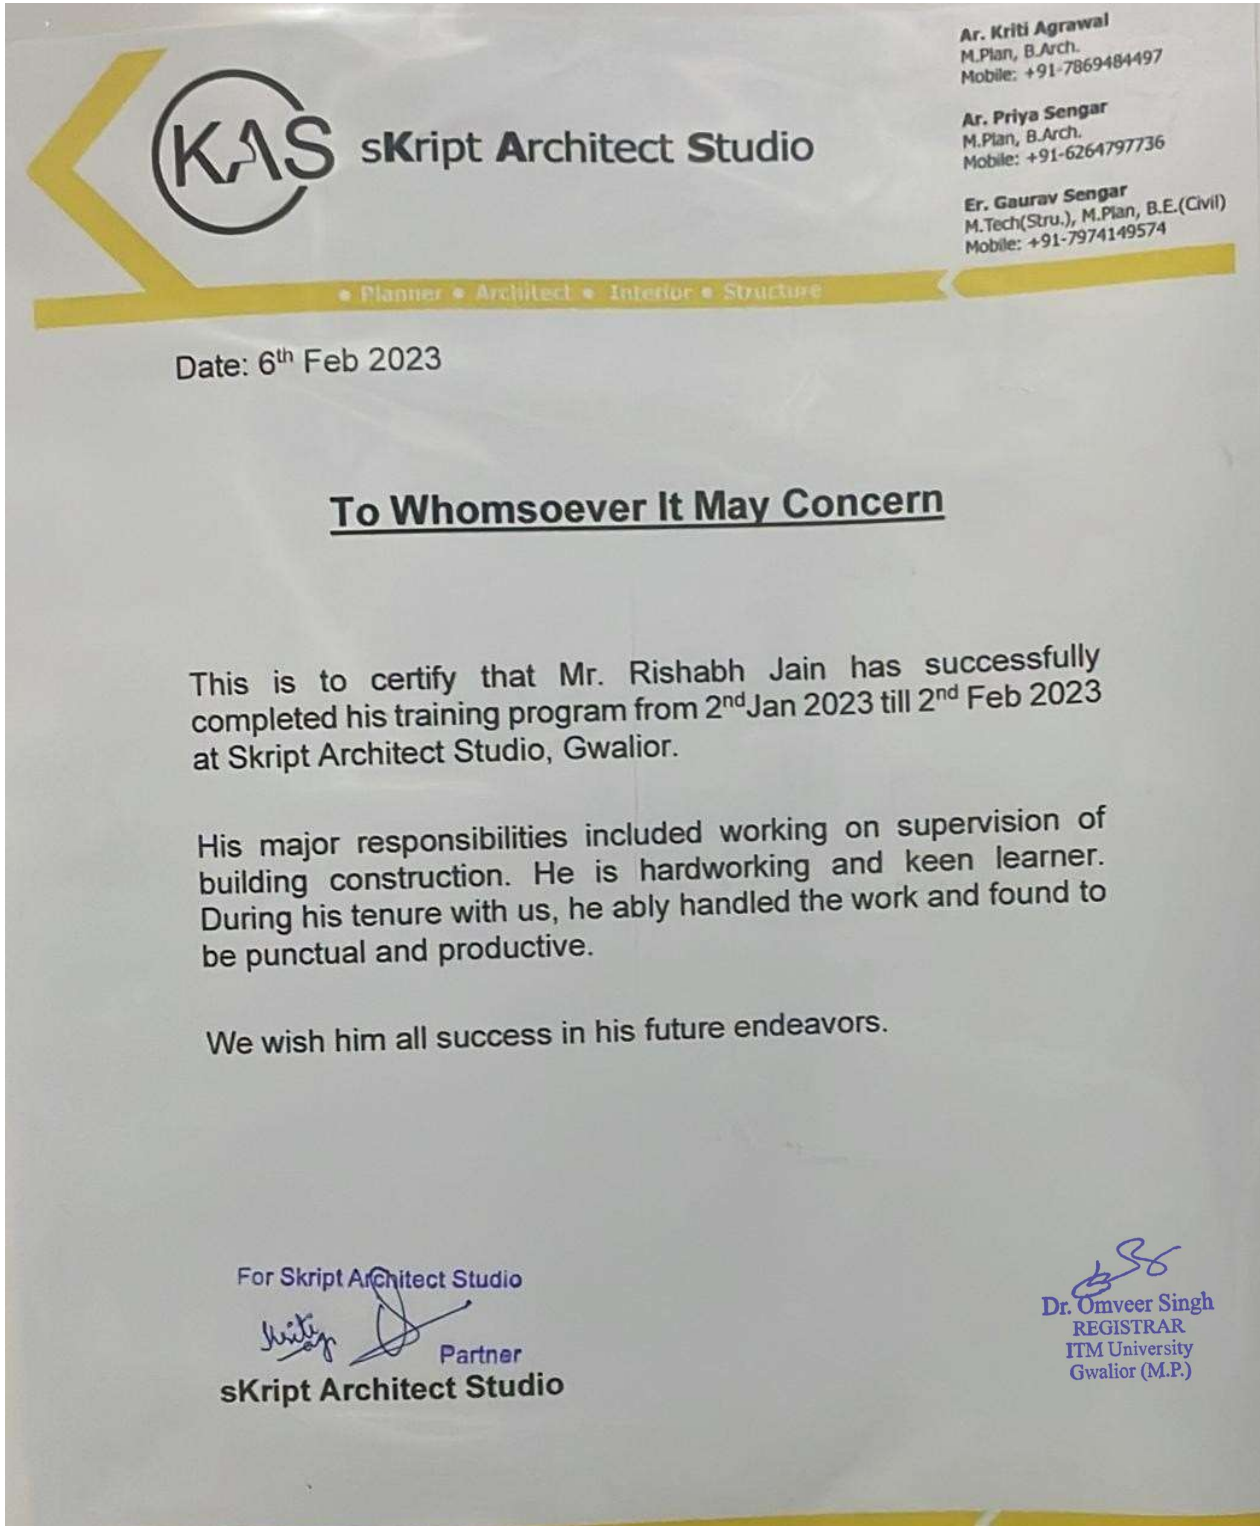 KAS
sKript Architect Studio
Ar. Kriti Agrawal
M.Plan, B.Arch.
Mobile: +91-7869484497
Ar. Priya Sengar
M.Plan, B.Arch.
Mobile: +91-6264797736
Er. Gaurav Sengar
M.Tech(Stru.), M.Plan, B.E.(Civil)
Mobile: +91-7974149574
• Planner • Architect • Interior • Structure
Date: 6th Feb 2023
To Whomsoever It May Concern
This is to certify that Mr. Rishabh Jain has successfully
completed his training program from 2nd Jan 2023 till 2nd Feb 2023
at Skript Architect Studio, Gwalior.
His major responsibilities included working on supervision of
building construction. He is hardworking and keen learner.
During his tenure with us, he ably handled the work and found to
be punctual and productive.
We wish him all success in his future endeavors.
For Skript Architect Studio
Partner
sKript Architect Studio
Dr. Omveer Singh
REGISTRAR
ITM University
Gwalior (M.P.)